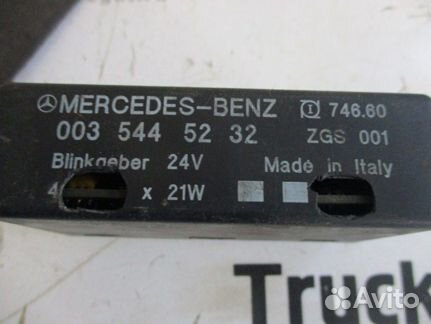 MERCEDES-BENZ 746.60
003 544 52 32 ZGS 001
Blinkgeber 24V Made in Italy
4 x 21W
Truck
Avito